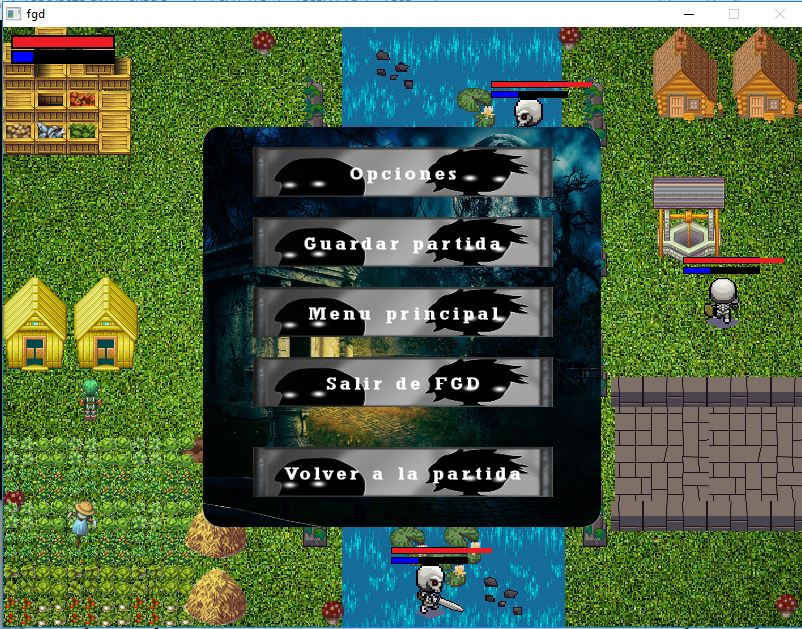 fgd
Opciones
Guardar partida
Menu principal
Salir de FGD
Volver a la partida